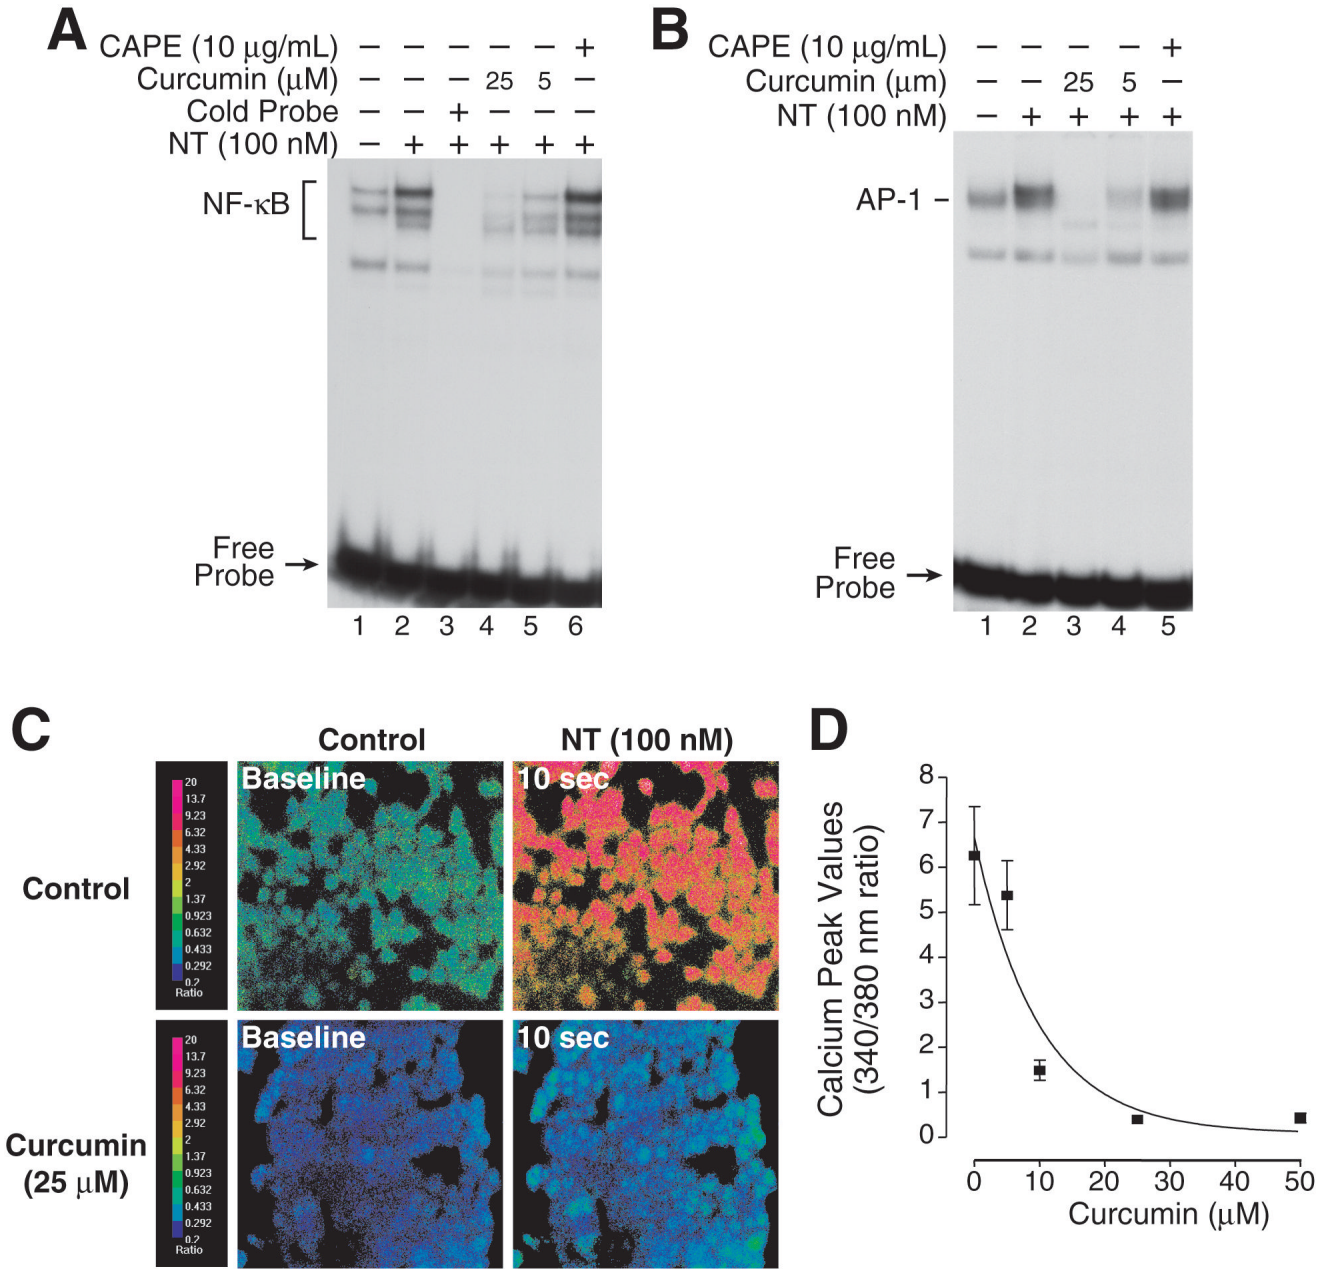 A
CAPE (10 μg/mL) – – – – – +
Curcumin (μM) – – – 25 5 –
Cold Probe – – + – – –
NT (100 nM) – + + + + +
NF-κB
Free
Probe
1 2 3 4 5 6
B
CAPE (10 μg/mL) – – – – +
Curcumin (μm) – – 25 5 –
NT (100 nM) – + + + +
AP-1 –
Free
Probe
1 2 3 4 5
C
Control NT (100 nM)
Control
20
13.7
9.23
6.32
4.33
2.92
2
1.37
0.923
0.632
0.433
0.292
0.2
Ratio
Baseline
10 sec
Curcumin
(25 μM)
20
13.7
9.23
6.32
4.33
2.92
2
1.37
0.923
0.632
0.433
0.292
0.2
Ratio
Baseline
10 sec
D
Calcium Peak Values
(340/380 nm ratio)
8
7
6
5
4
3
2
1
0
0 10 20 30 40 50
Curcumin (μM)